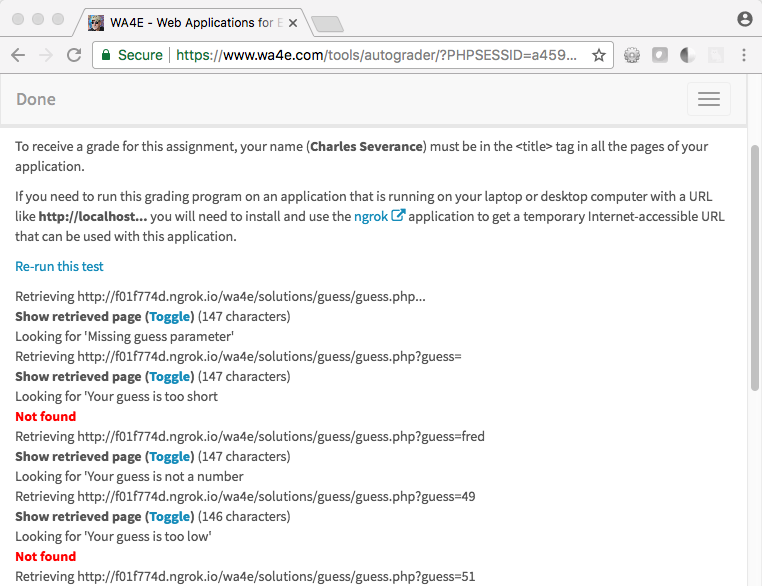 WA4E - Web Applications for E
Secure https://www.wa4e.com/tools/autograder/?PHPSESSID=a459...
Done
To receive a grade for this assignment, your name (Charles Severance) must be in the <title> tag in all the pages of your
application.
If you need to run this grading program on an application that is running on your laptop or desktop computer with a URL
like http://localhost... you will need to install and use the ngrok application to get a temporary Internet-accessible URL
that can be used with this application.
Re-run this test
Retrieving http://f01f774d.ngrok.io/wa4e/solutions/guess/guess.php...
Show retrieved page (Toggle) (147 characters)
Looking for 'Missing guess parameter'
Retrieving http://f01f774d.ngrok.io/wa4e/solutions/guess/guess.php?guess=
Show retrieved page (Toggle) (147 characters)
Looking for 'Your guess is too short
Not found
Retrieving http://f01f774d.ngrok.io/wa4e/solutions/guess/guess.php?guess=fred
Show retrieved page (Toggle) (147 characters)
Looking for 'Your guess is not a number
Retrieving http://f01f774d.ngrok.io/wa4e/solutions/guess/guess.php?guess=49
Show retrieved page (Toggle) (146 characters)
Looking for 'Your guess is too low'
Not found
Retrieving http://f01f774d.ngrok.io/wa4e/solutions/guess/guess.php?guess=51